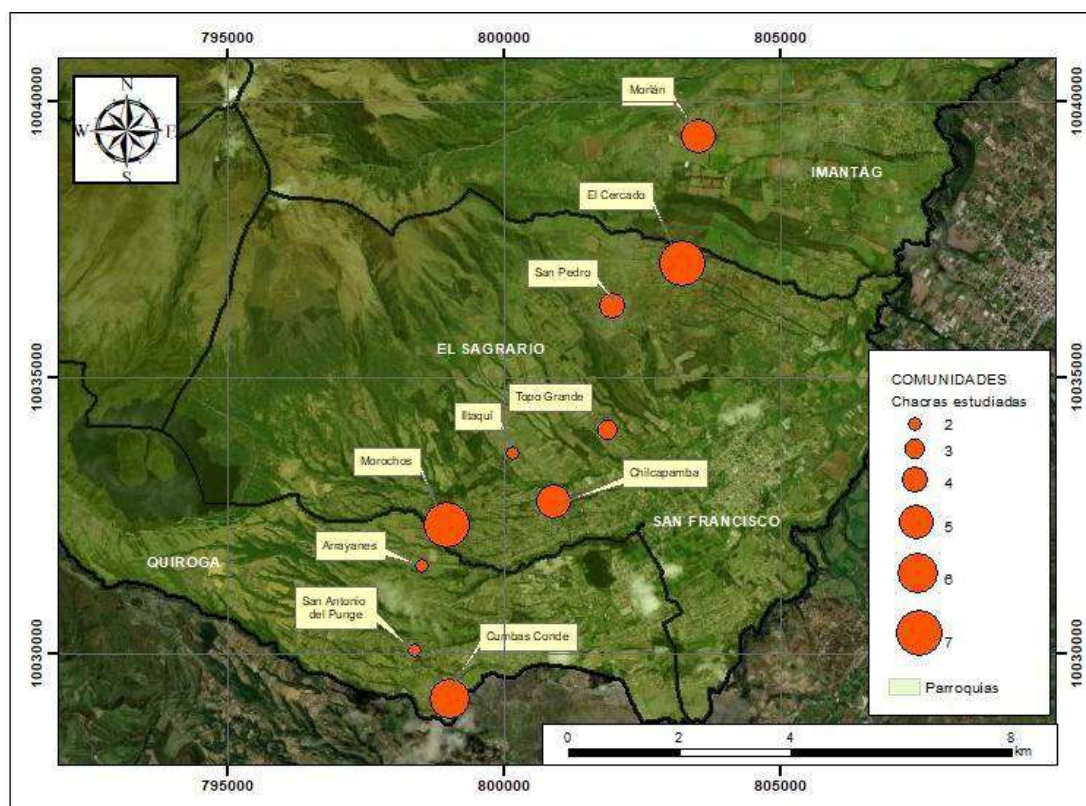 795000
800000
805000
10040000
10040000
N
W
E
S
Morlán
IMANTAG
El Cercado
San Pedro
EL SAGRARIO
10035000
10035000
Topo Grande
Iltaquí
Morochos
Chilcapamba
SAN FRANCISCO
Arrayanes
QUIROGA
San Antonio
del Punge
Cumbas Conde
10030000
10030000
COMUNIDADES
Chacras estudiadas
2
3
4
5
6
7
Parroquias
0 2 4 8
km
795000
800000
805000